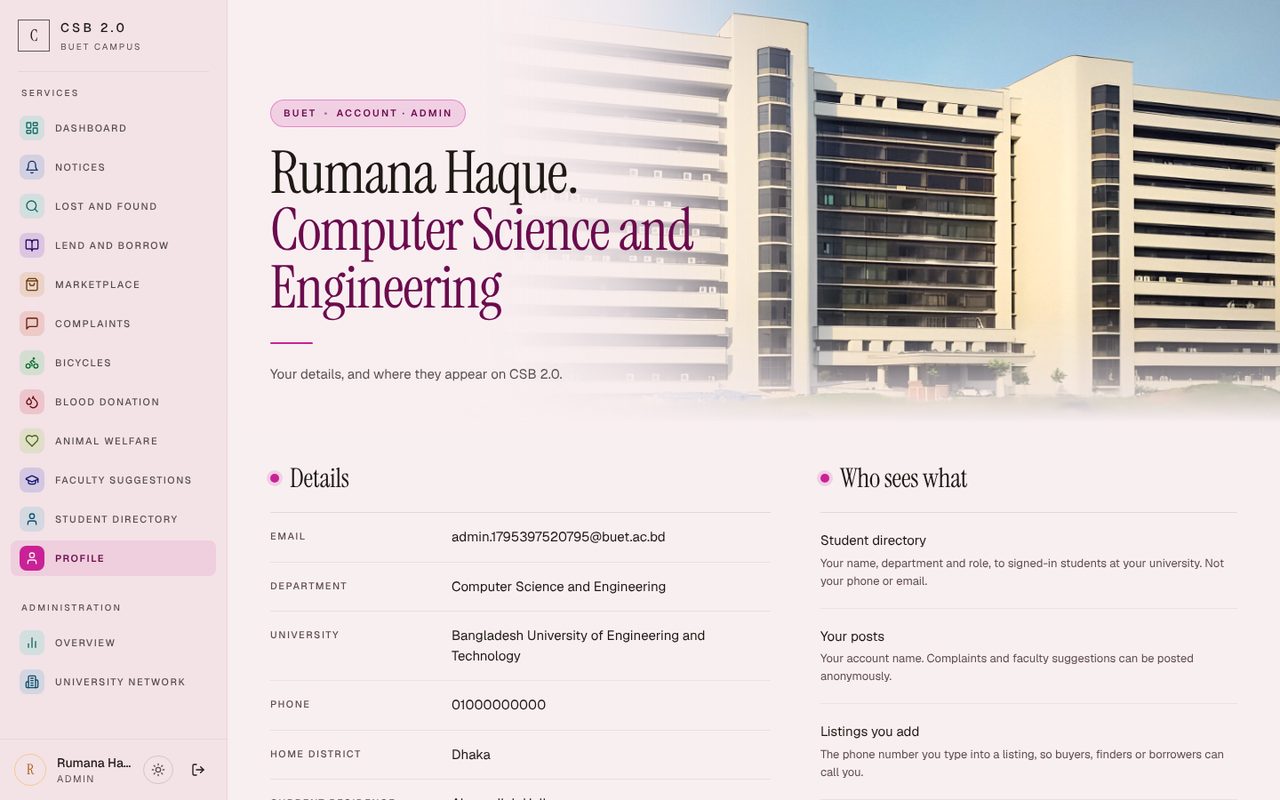 C
CSB 2.0
BUET CAMPUS
SERVICES
DASHBOARD
NOTICES
LOST AND FOUND
LEND AND BORROW
MARKETPLACE
COMPLAINTS
BICYCLES
BLOOD DONATION
ANIMAL WELFARE
FACULTY SUGGESTIONS
STUDENT DIRECTORY
PROFILE
ADMINISTRATION
OVERVIEW
UNIVERSITY NETWORK
R
Rumana Ha...
ADMIN
BUET · ACCOUNT · ADMIN
Rumana Haque.
Computer Science and
Engineering
Your details, and where they appear on CSB 2.0.
Details
EMAIL admin.1795397520795@buet.ac.bd
DEPARTMENT Computer Science and Engineering
UNIVERSITY Bangladesh University of Engineering and
Technology
PHONE 01000000000
HOME DISTRICT Dhaka
Who sees what
Student directory
Your name, department and role, to signed-in students at your university. Not
your phone or email.
Your posts
Your account name. Complaints and faculty suggestions can be posted
anonymously.
Listings you add
The phone number you type into a listing, so buyers, finders or borrowers can
call you.